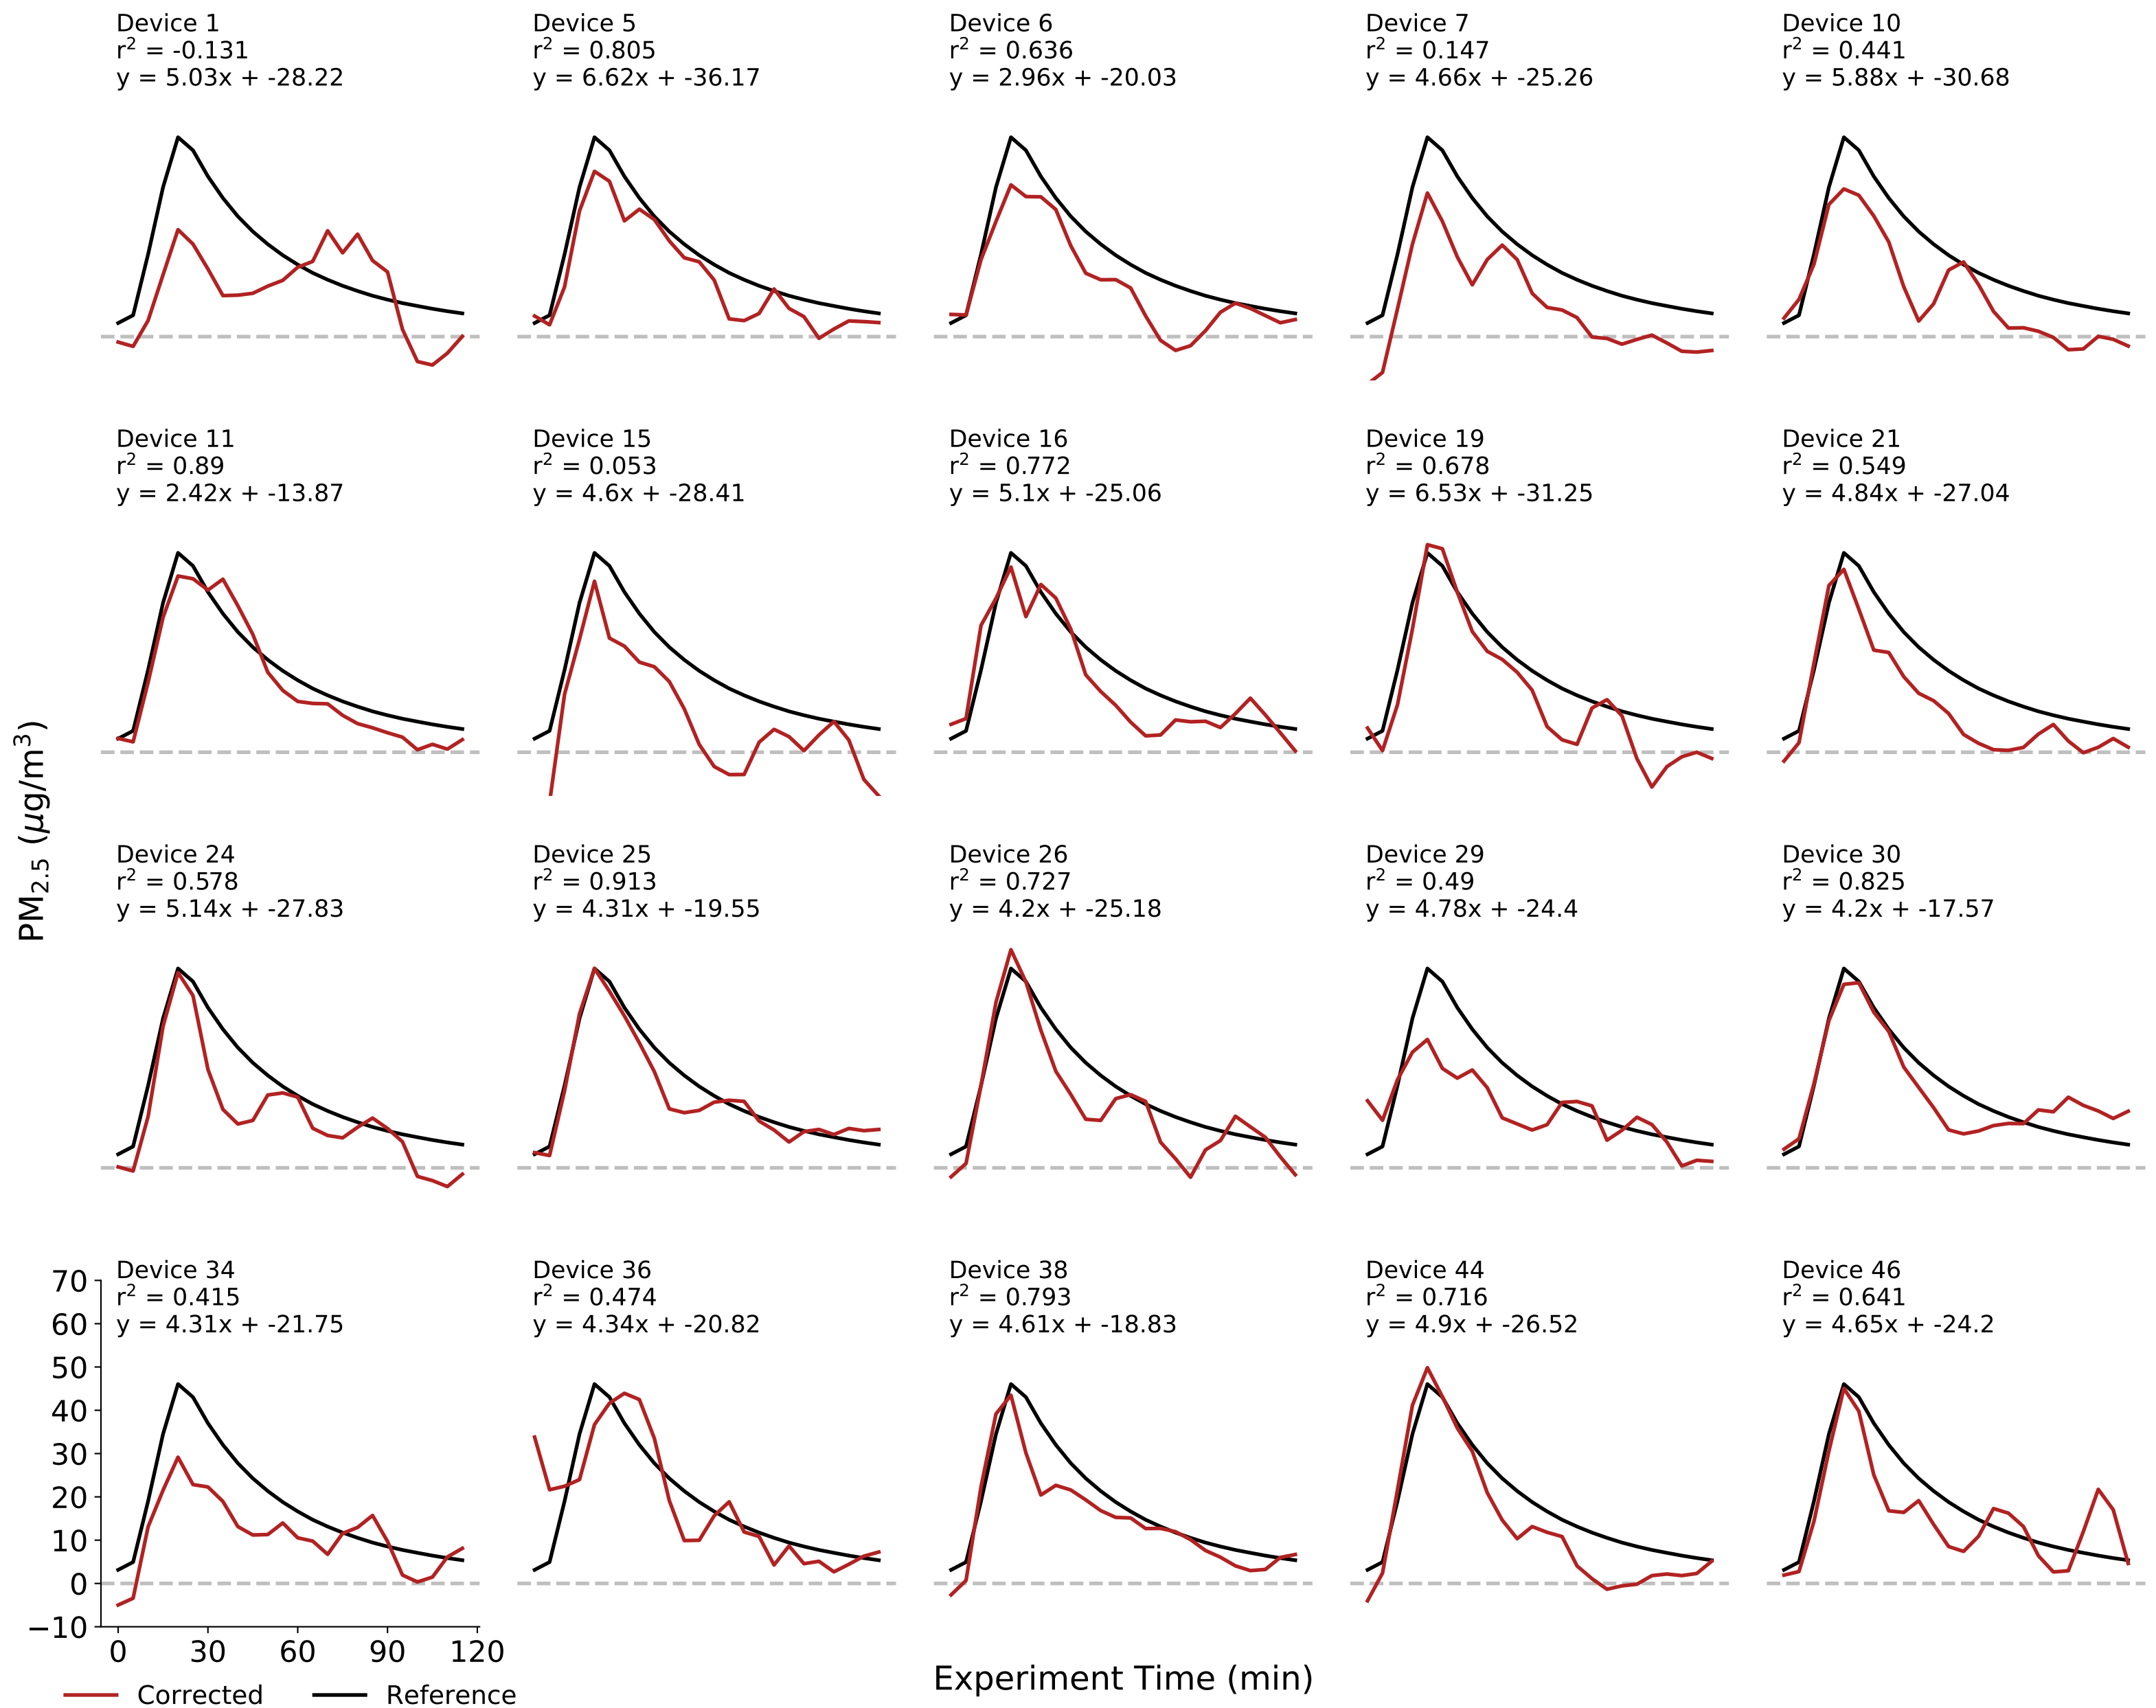 Device 1
r² = -0.131
y = 5.03x + -28.22
Device 5
r² = 0.805
y = 6.62x + -36.17
Device 6
r² = 0.636
y = 2.96x + -20.03
Device 7
r² = 0.147
y = 4.66x + -25.26
Device 10
r² = 0.441
y = 5.88x + -30.68
Device 11
r² = 0.89
y = 2.42x + -13.87
Device 15
r² = 0.053
y = 4.6x + -28.41
Device 16
r² = 0.772
y = 5.1x + -25.06
Device 19
r² = 0.678
y = 6.53x + -31.25
Device 21
r² = 0.549
y = 4.84x + -27.04
PM₂.₅ (μg/m³)
Device 24
r² = 0.578
y = 5.14x + -27.83
Device 25
r² = 0.913
y = 4.31x + -19.55
Device 26
r² = 0.727
y = 4.2x + -25.18
Device 29
r² = 0.49
y = 4.78x + -24.4
Device 30
r² = 0.825
y = 4.2x + -17.57
Device 34
r² = 0.415
y = 4.31x + -21.75
Device 36
r² = 0.474
y = 4.34x + -20.82
Device 38
r² = 0.793
y = 4.61x + -18.83
Device 44
r² = 0.716
y = 4.9x + -26.52
Device 46
r² = 0.641
y = 4.65x + -24.2
70
60
50
40
30
20
10
0
−10
0 30 60 90 120
Experiment Time (min)
Corrected Reference